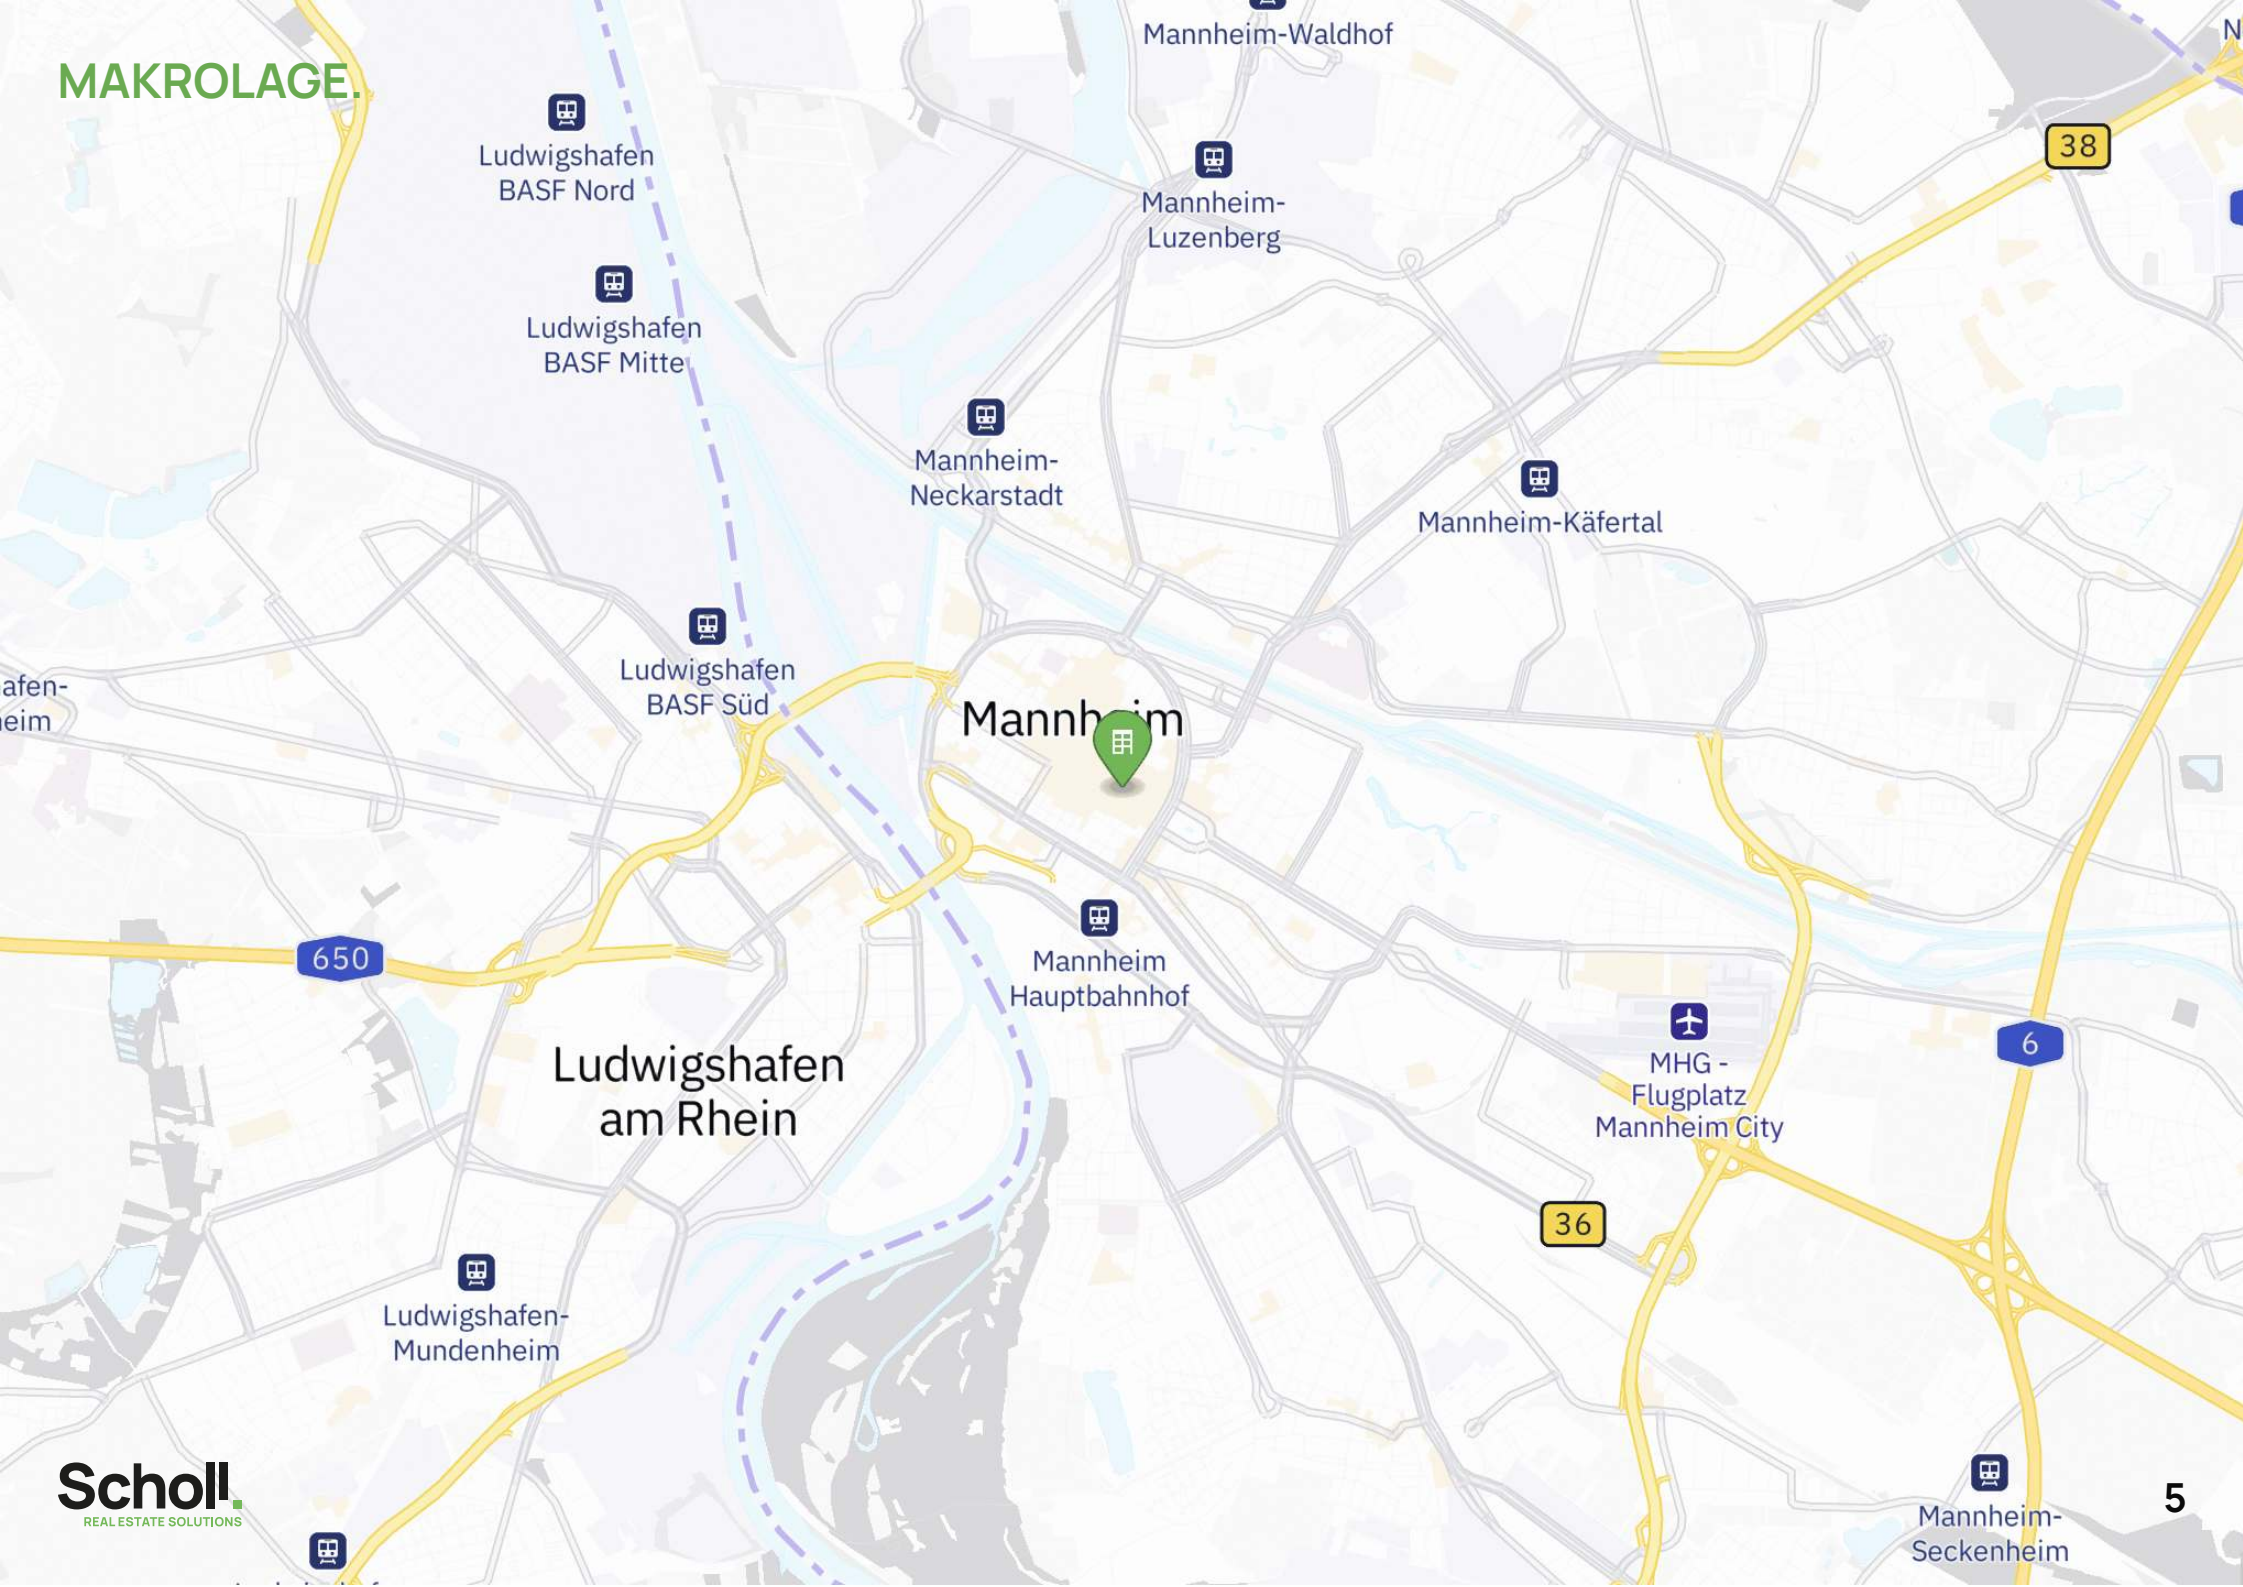 MAKROLAGE.
Mannheim-Waldhof
38
Ludwigshafen
BASF Nord
Mannheim-
Luzenberg
Ludwigshafen
BASF Mitte
Mannheim-
Neckarstadt
Mannheim-Käfertal
Ludwigshafen
BASF Süd
afen-
eim
Mannheim
650
Mannheim
Hauptbahnhof
MHG -
Flugplatz
Mannheim City
6
Ludwigshafen
am Rhein
36
Ludwigshafen-
Mundenheim
Scholl.
REAL ESTATE SOLUTIONS
Mannheim-
Seckenheim
5